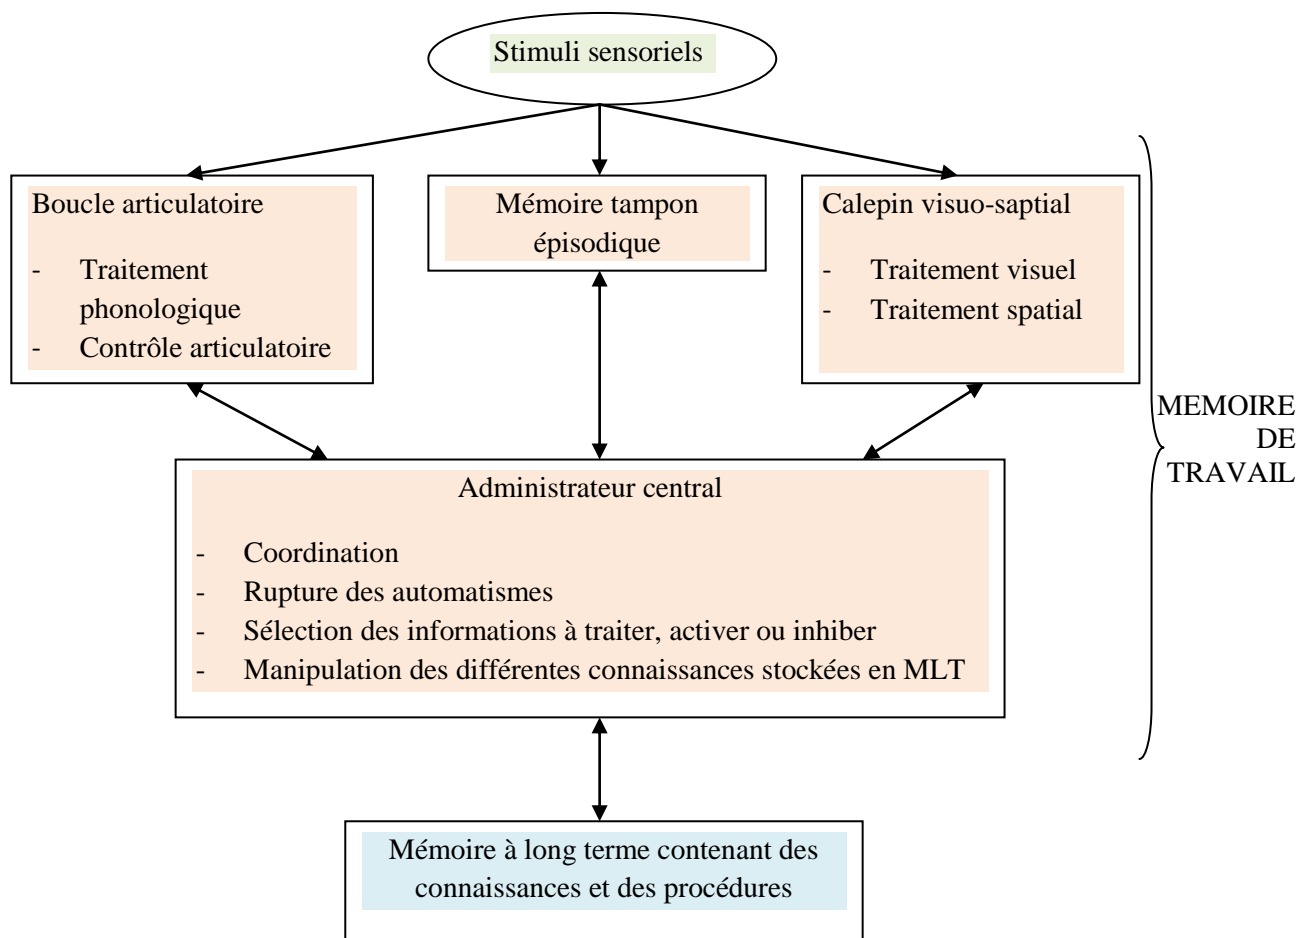 Stimuli sensoriels
Boucle articulatoire
- Traitement
phonologique
- Contrôle articulatoire
Mémoire tampon
épisodique
Calepin visuo-saptial
- Traitement visuel
- Traitement spatial
MEMOIRE
DE
TRAVAIL
Administrateur central
- Coordination
- Rupture des automatismes
- Sélection des informations à traiter, activer ou inhiber
- Manipulation des différentes connaissances stockées en MLT
Mémoire à long terme contenant des
connaissances et des procédures